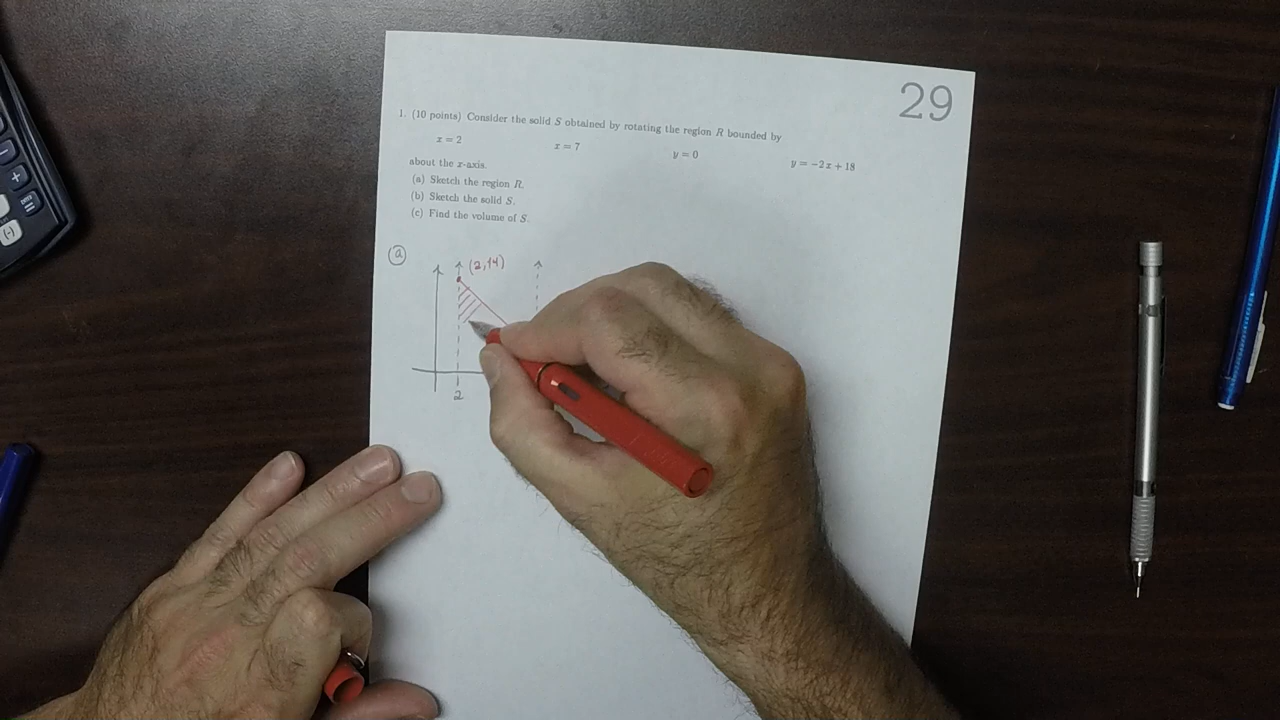 29
1. (10 points) Consider the solid S obtained by rotating the region R bounded by
x = 2 x = 7 y = 0 y = −2x + 18
about the x-axis.
(a) Sketch the region R.
(b) Sketch the solid S.
(c) Find the volume of S.
(a)
(2,14)
2